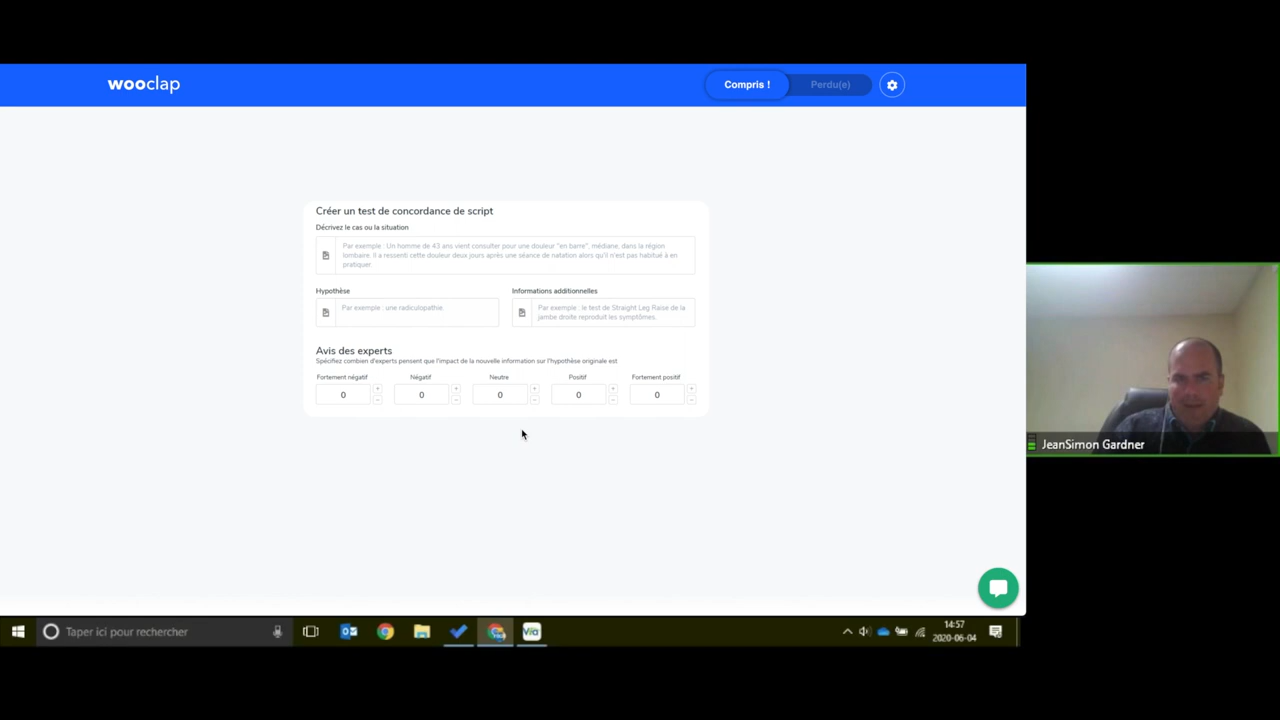 wooclap
Compris !
Perdu(e)
Créer un test de concordance de script
Décrivez le cas ou la situation
Par exemple : Un homme de 43 ans vient consulter pour une douleur "en barre", médiane, dans la région
lombaire. Il a ressenti cette douleur deux jours après une séance de natation alors qu'il n'est pas habitué à en
pratiquer.
Hypothèse
Informations additionnelles
Par exemple : une radiculopathie.
Par exemple : le test de Straight Leg Raise de la
jambe droite reproduit les symptômes.
Avis des experts
Spécifiez combien d'experts pensent que l'impact de la nouvelle information sur l'hypothèse originale est
Fortement négatif
Négatif
Neutre
Positif
Fortement positif
0
0
0
0
0
JeanSimon Gardner
Taper ici pour rechercher
Via
14:57
2020-06-04